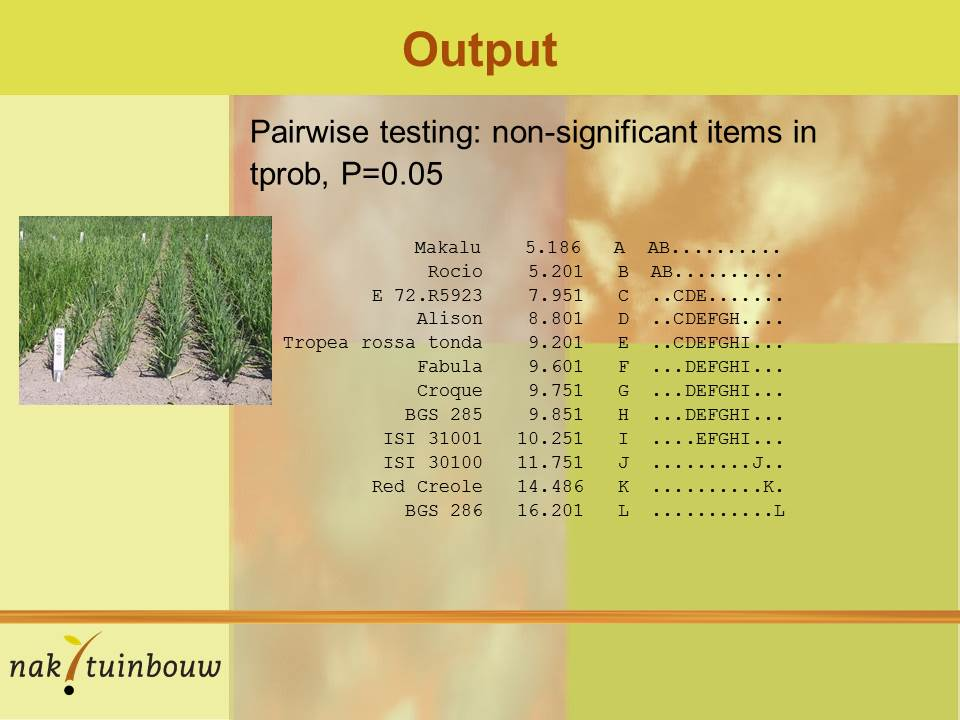 Output
Pairwise testing: non-significant items in
tprob, P=0.05
Makalu 5.186 A AB..........
Rocio 5.201 B AB..........
E 72.R5923 7.951 C ..CDE.......
Alison 8.801 D ..CDEFGH....
Tropea rossa tonda 9.201 E ..CDEFGHI...
Fabula 9.601 F ...DEFGHI...
Croque 9.751 G ...DEFGHI...
BGS 285 9.851 H ...DEFGHI...
ISI 31001 10.251 I ....EFGHI...
ISI 30100 11.751 J .........J..
Red Creole 14.486 K ..........K.
BGS 286 16.201 L ...........L
nak tuinbouw